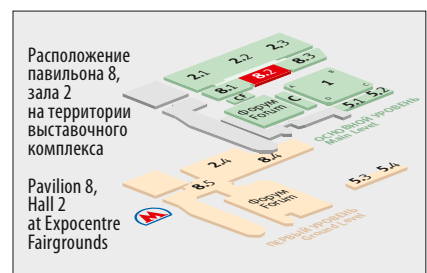 Расположение
павильона 8,
зала 2
на территории
выставочного
комплекса
Pavilion 8,
Hall 2
at Expocentre
Fairgrounds
2.1 2.2 2.3
8.1 8.2 8.3
CF
Форум
Forum
C
A
1
C
B
D
5.1 5.2
ОСНОВНОЙ УРОВЕНЬ
Main Level
2.4
8.5 8.4
Форум
Forum
5.3 5.4
ПЕРВЫЙ УРОВЕНЬ
Ground Level
М